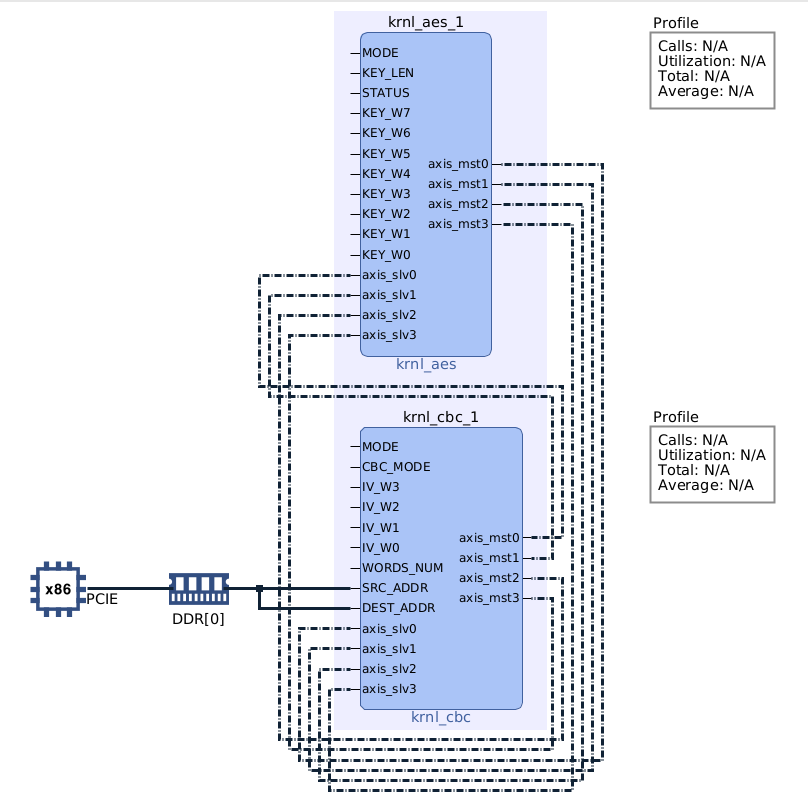 krnl_aes_1
MODE
KEY_LEN
STATUS
KEY_W7
KEY_W6
KEY_W5
KEY_W4
KEY_W3
KEY_W2
KEY_W1
KEY_W0
axis_slv0
axis_slv1
axis_slv2
axis_slv3
axis_mst0
axis_mst1
axis_mst2
axis_mst3
krnl_aes
Profile
Calls: N/A
Utilization: N/A
Total: N/A
Average: N/A
krnl_cbc_1
MODE
CBC_MODE
IV_W3
IV_W2
IV_W1
IV_W0
WORDS_NUM
SRC_ADDR
DEST_ADDR
axis_slv0
axis_slv1
axis_slv2
axis_slv3
axis_mst0
axis_mst1
axis_mst2
axis_mst3
krnl_cbc
Profile
Calls: N/A
Utilization: N/A
Total: N/A
Average: N/A
x86
PCIE
DDR[0]